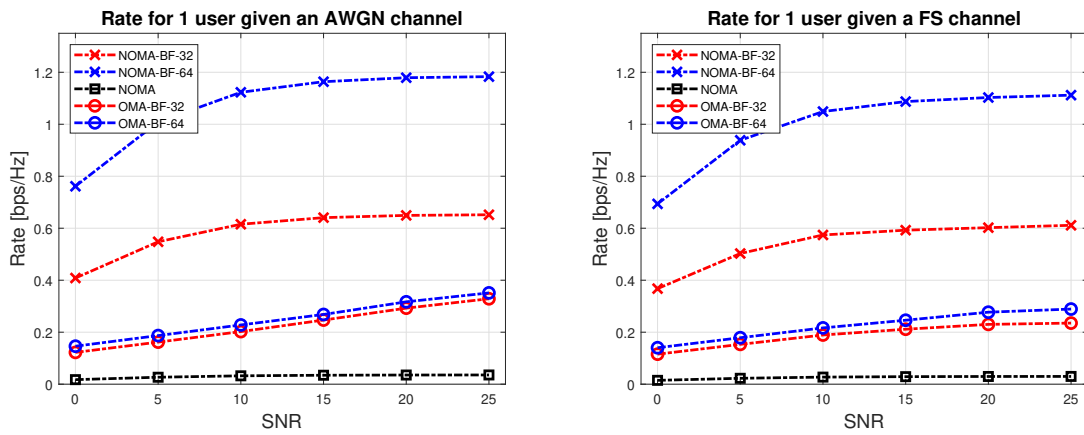 Rate for 1 user given an AWGN channel
NOMA-BF-32
NOMA-BF-64
NOMA
OMA-BF-32
OMA-BF-64
Rate [bps/Hz]
1.2
1
0.8
0.6
0.4
0.2
0
0 5 10 15 20 25
SNR
Rate for 1 user given a FS channel
NOMA-BF-32
NOMA-BF-64
NOMA
OMA-BF-32
OMA-BF-64
Rate [bps/Hz]
1.2
1
0.8
0.6
0.4
0.2
0
0 5 10 15 20 25
SNR